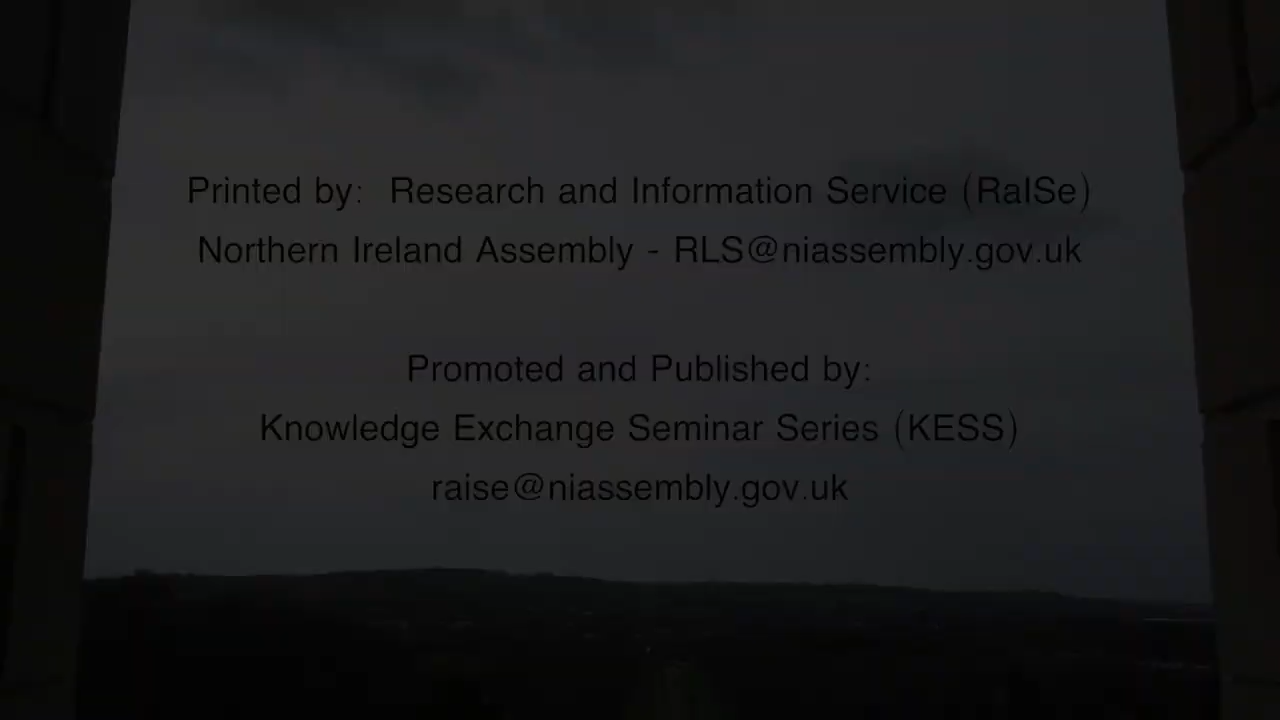 Printed by: Research and Information Service (RaISe)
Northern Ireland Assembly - RLS@niassembly.gov.uk
Promoted and Published by:
Knowledge Exchange Seminar Series (KESS)
raise@niassembly.gov.uk